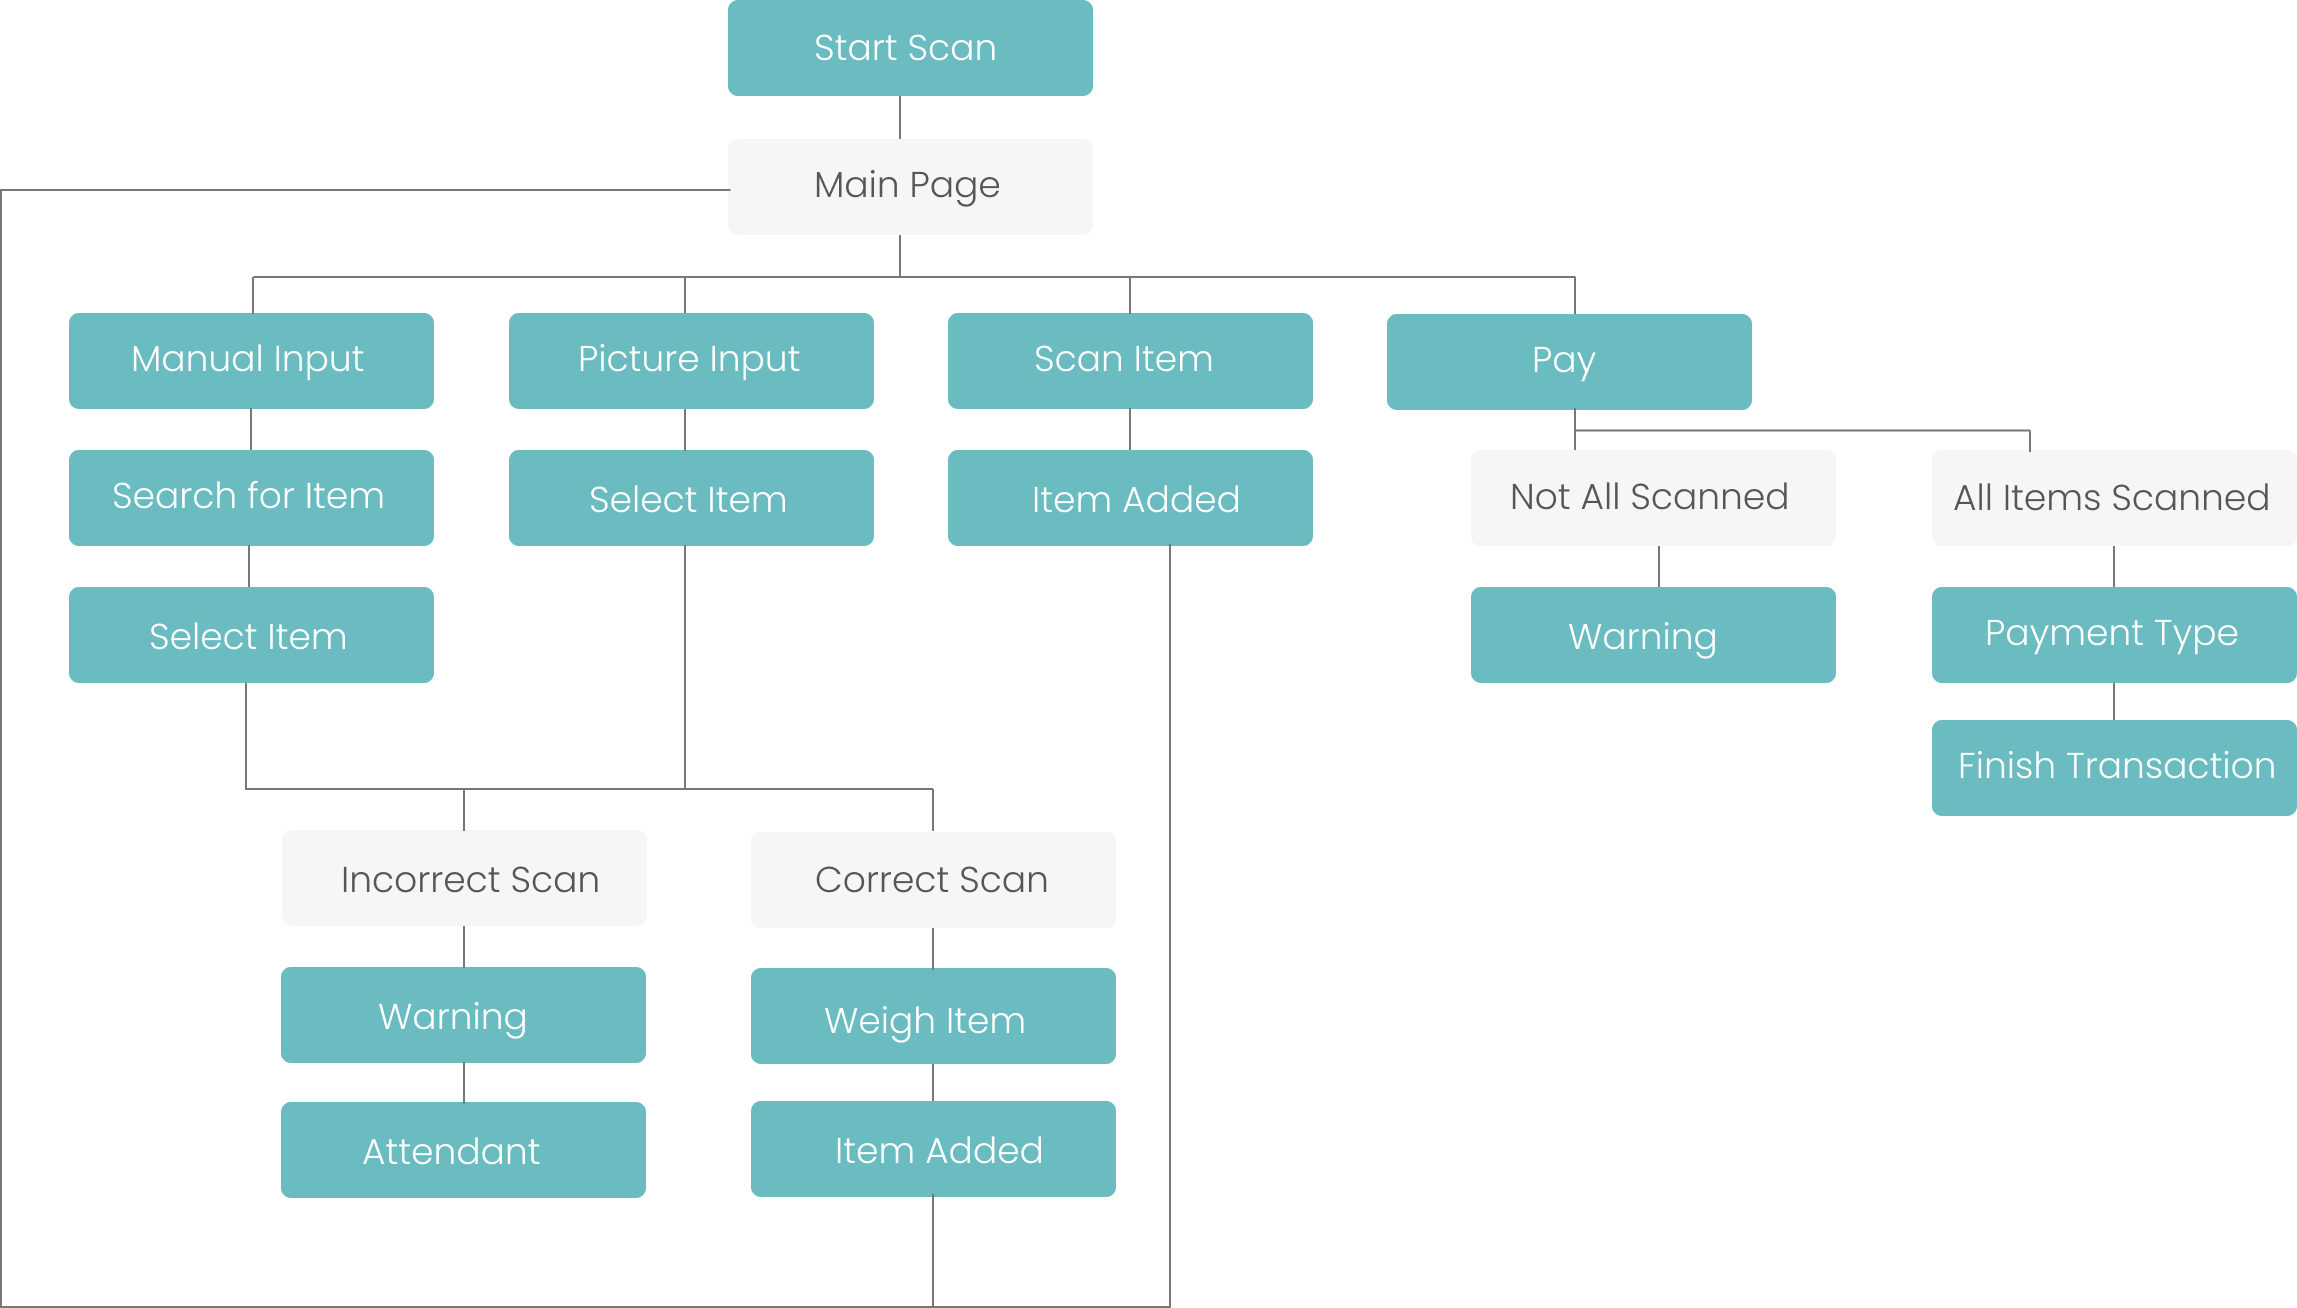 Start Scan
Main Page
Manual Input
Picture Input
Scan Item
Pay
Search for Item
Select Item
Item Added
Not All Scanned
All Items Scanned
Select Item
Warning
Payment Type
Finish Transaction
Incorrect Scan
Correct Scan
Warning
Weigh Item
Attendant
Item Added